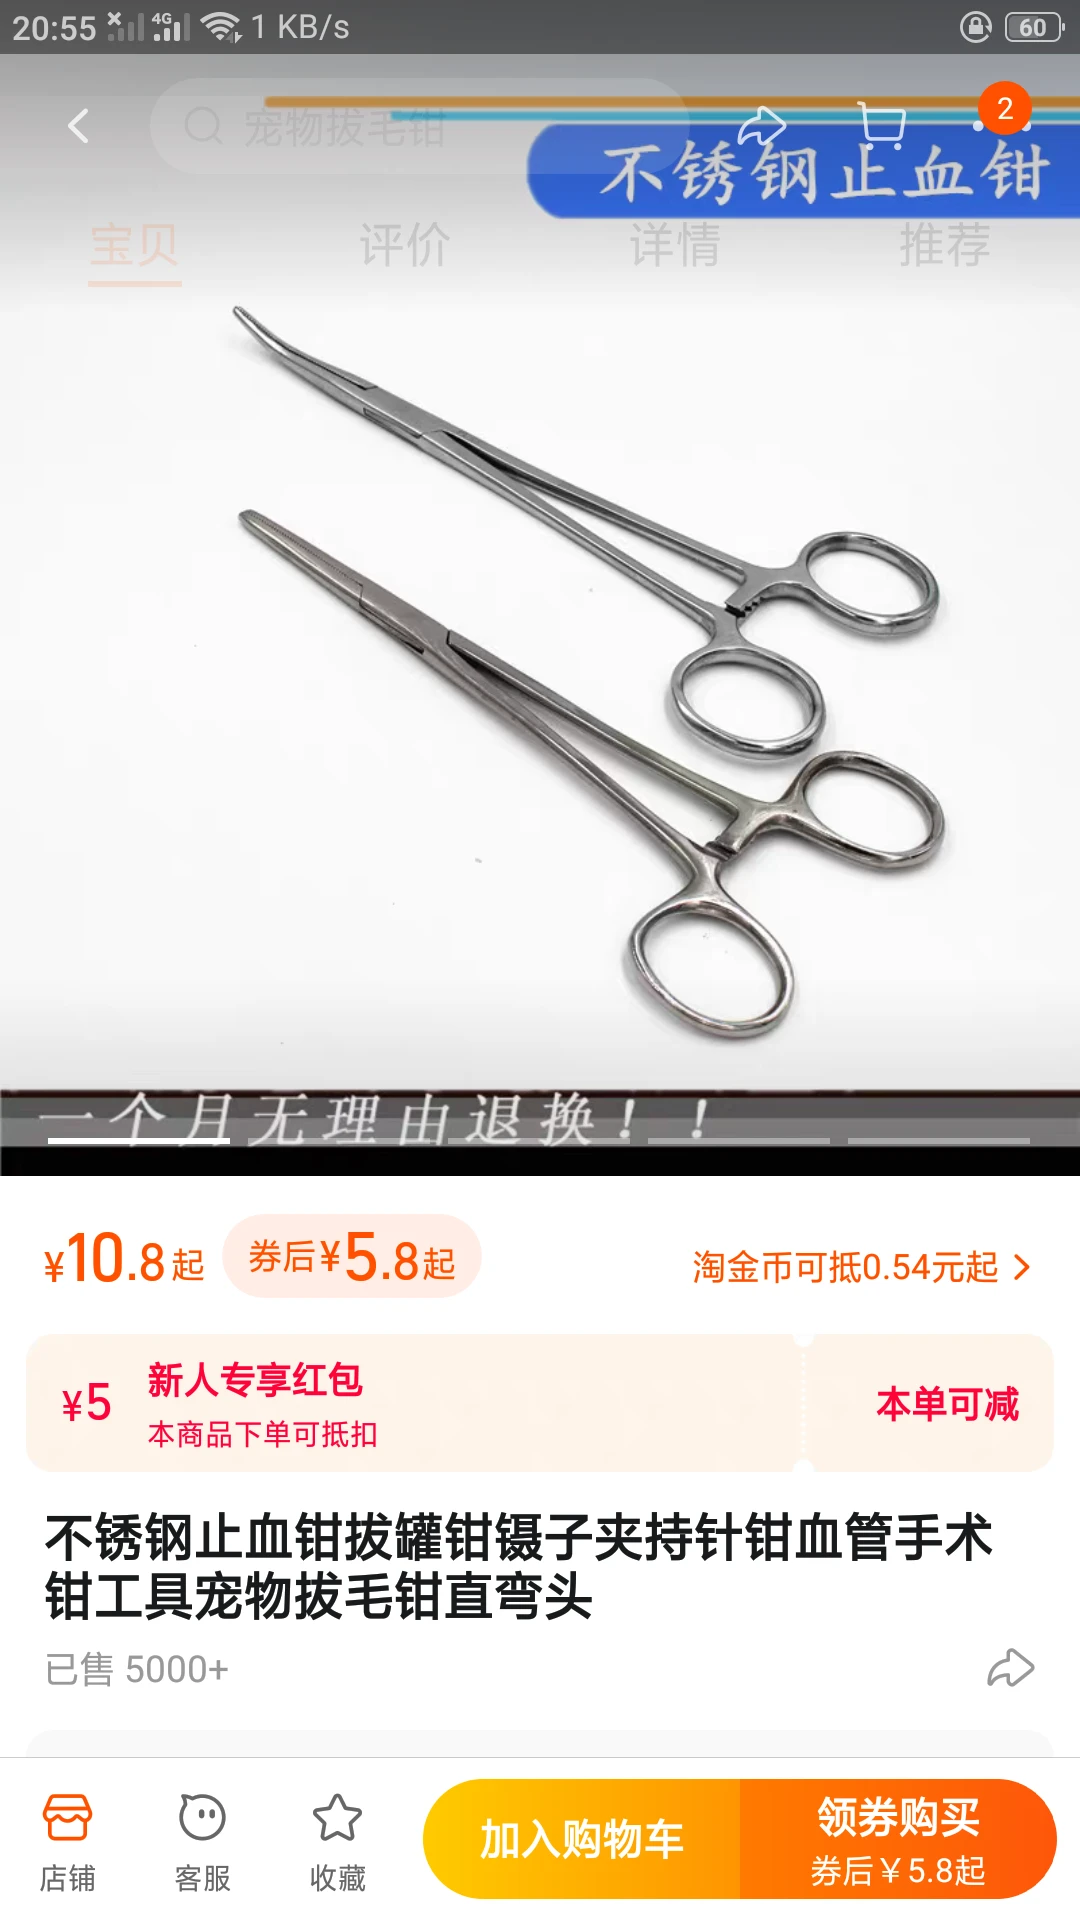 20:55
4G
1 KB/s
60
宠物拔毛钳
2
不锈钢止血钳
宝贝
评价
详情
推荐
一个月无理由退换！！
¥10.8起
券后¥5.8起
淘金币可抵0.54元起
¥5
新人专享红包
本商品下单可抵扣
本单可减
不锈钢止血钳拔罐钳镊子夹持针钳血管手术
钳工具宠物拔毛钳直弯头
已售 5000+
店铺
客服
收藏
加入购物车
领券购买
券后￥5.8起